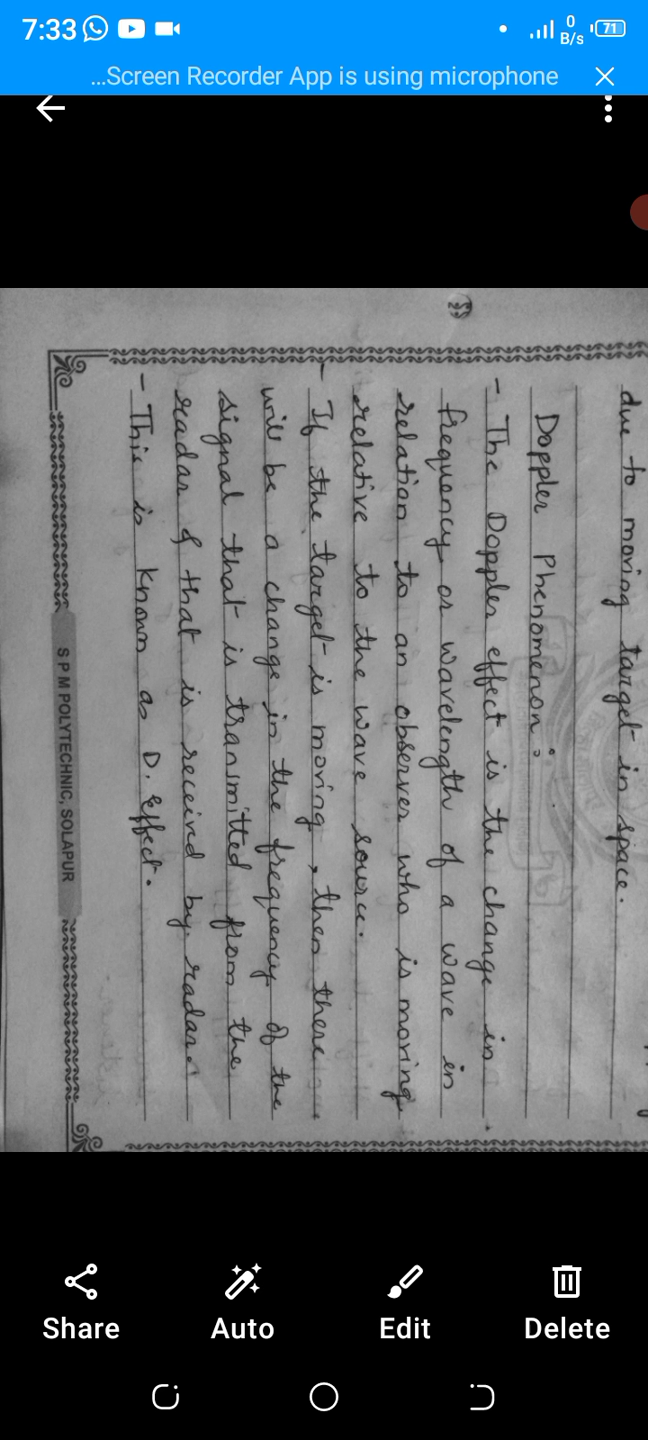 7:33
0
B/s
71
...Screen Recorder App is using microphone
due to moving target in space.
Doppler Phenomenon:
- The Doppler effect is the change in
frequency or wavelength of a wave in
relation to an observer who is moving
relative to the wave source.
- If the target is moving, then there
will be a change in the frequency of the
signal that is transmitted from the
radar & that is received by radar.
- This is known as D. Effect.
S P M POLYTECHNIC, SOLAPUR
Share
Auto
Edit
Delete